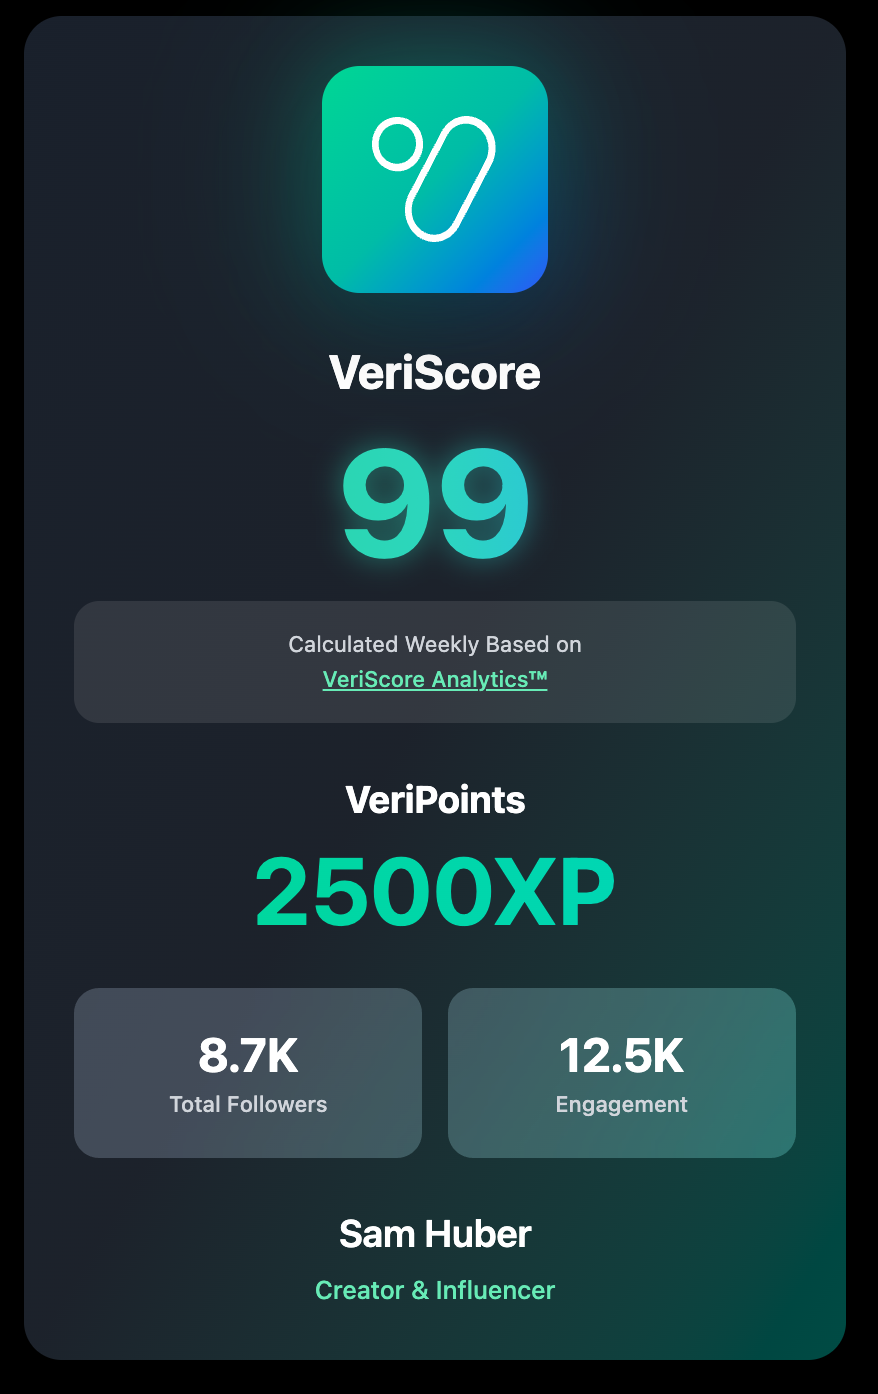 VeriScore
99
Calculated Weekly Based on
VeriScore Analytics™
VeriPoints
2500XP
8.7K
Total Followers
12.5K
Engagement
Sam Huber
Creator & Influencer